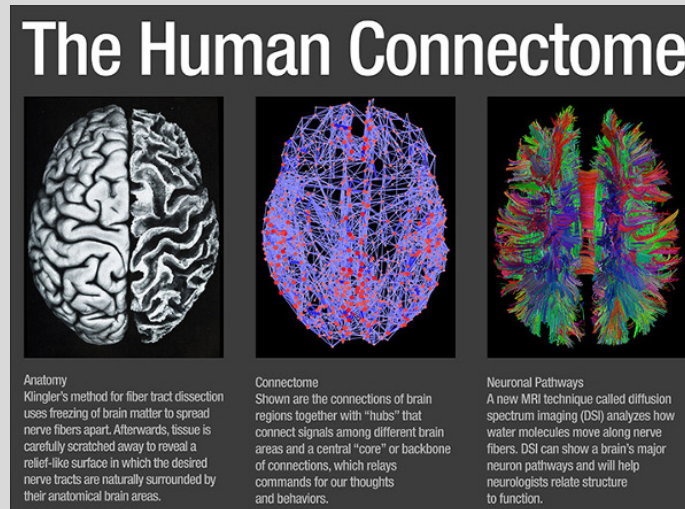 The Human Connectome
Anatomy
Klingler's method for fiber tract dissection
uses freezing of brain matter to spread
nerve fibers apart. Afterwards, tissue is
carefully scratched away to reveal a
relief-like surface in which the desired
nerve tracts are naturally surrounded by
their anatomical brain areas.
Connectome
Shown are the connections of brain
regions together with “hubs” that
connect signals among different brain
areas and a central “core” or backbone
of connections, which relays
commands for our thoughts
and behaviors.
Neuronal Pathways
A new MRI technique called diffusion
spectrum imaging (DSI) analyzes how
water molecules move along nerve
fibers. DSI can show a brain's major
neuron pathways and will help
neurologists relate structure
to function.